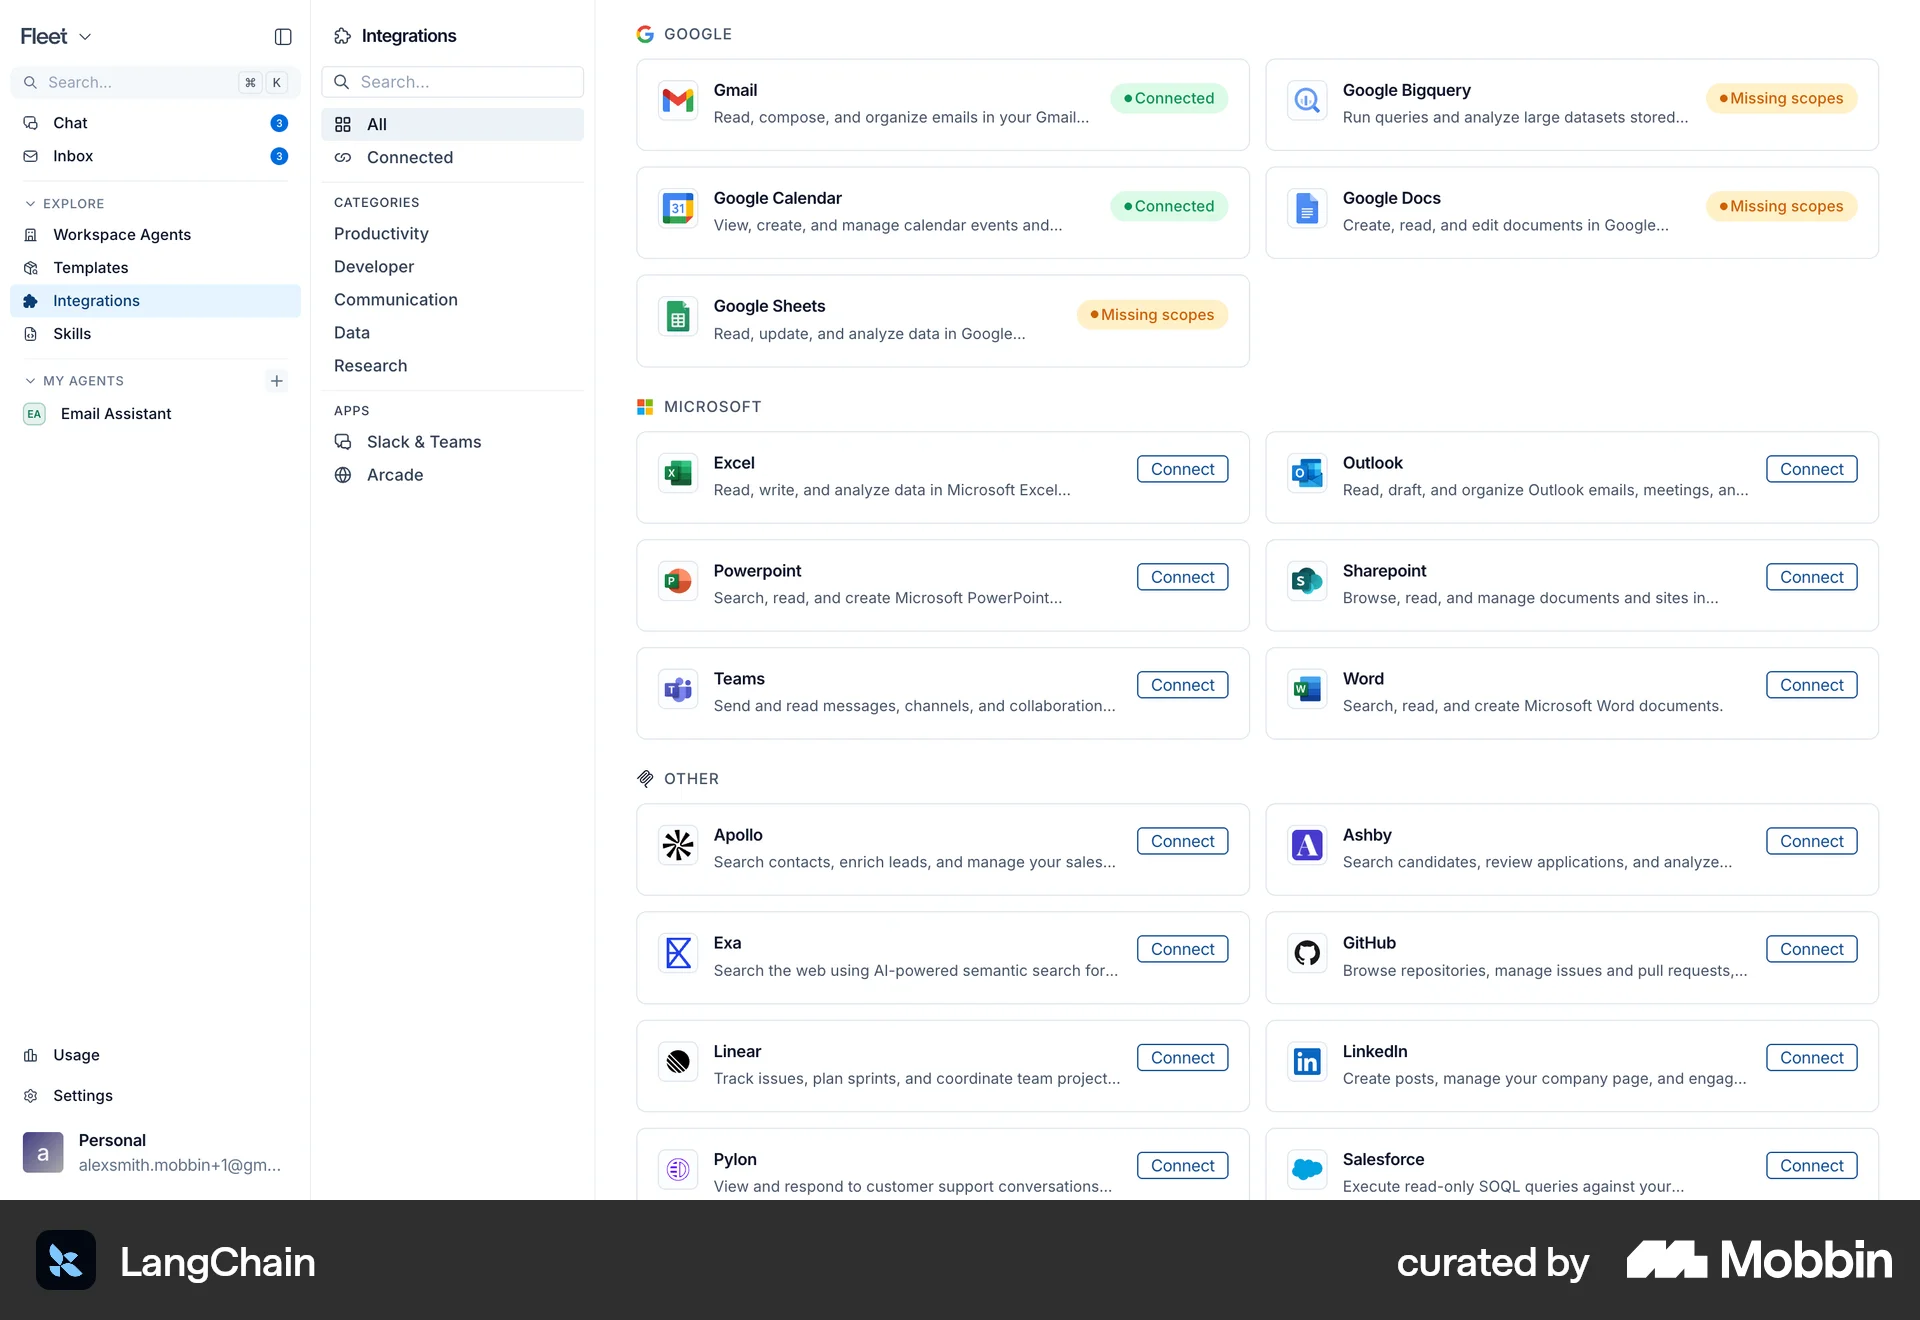 Fleet
Search...
⌘ K
Chat
3
Inbox
3
EXPLORE
Workspace Agents
Templates
Integrations
Skills
MY AGENTS
EA
Email Assistant
Usage
Settings
a
Personal
alexsmith.mobbin+1@gm...
Integrations
Search...
All
Connected
CATEGORIES
Productivity
Developer
Communication
Data
Research
APPS
Slack & Teams
Arcade
GOOGLE
Gmail
Read, compose, and organize emails in your Gmail...
Connected
Google Bigquery
Run queries and analyze large datasets stored...
Missing scopes
31
Google Calendar
View, create, and manage calendar events and...
Connected
Google Docs
Create, read, and edit documents in Google...
Missing scopes
Google Sheets
Read, update, and analyze data in Google...
Missing scopes
MICROSOFT
X
Excel
Read, write, and analyze data in Microsoft Excel...
Connect
O
Outlook
Read, draft, and organize Outlook emails, meetings, an...
Connect
P
Powerpoint
Search, read, and create Microsoft PowerPoint...
Connect
S
Sharepoint
Browse, read, and manage documents and sites in...
Connect
T
Teams
Send and read messages, channels, and collaboration...
Connect
W
Word
Search, read, and create Microsoft Word documents.
Connect
OTHER
Apollo
Search contacts, enrich leads, and manage your sales...
Connect
A
Ashby
Search candidates, review applications, and analyze...
Connect
Exa
Search the web using AI-powered semantic search for...
Connect
GitHub
Browse repositories, manage issues and pull requests,...
Connect
Linear
Track issues, plan sprints, and coordinate team project...
Connect
in
LinkedIn
Create posts, manage your company page, and engag...
Connect
Pylon
View and respond to customer support conversations...
Connect
Salesforce
Execute read-only SOQL queries against your...
Connect
LangChain
curated by
Mobbin